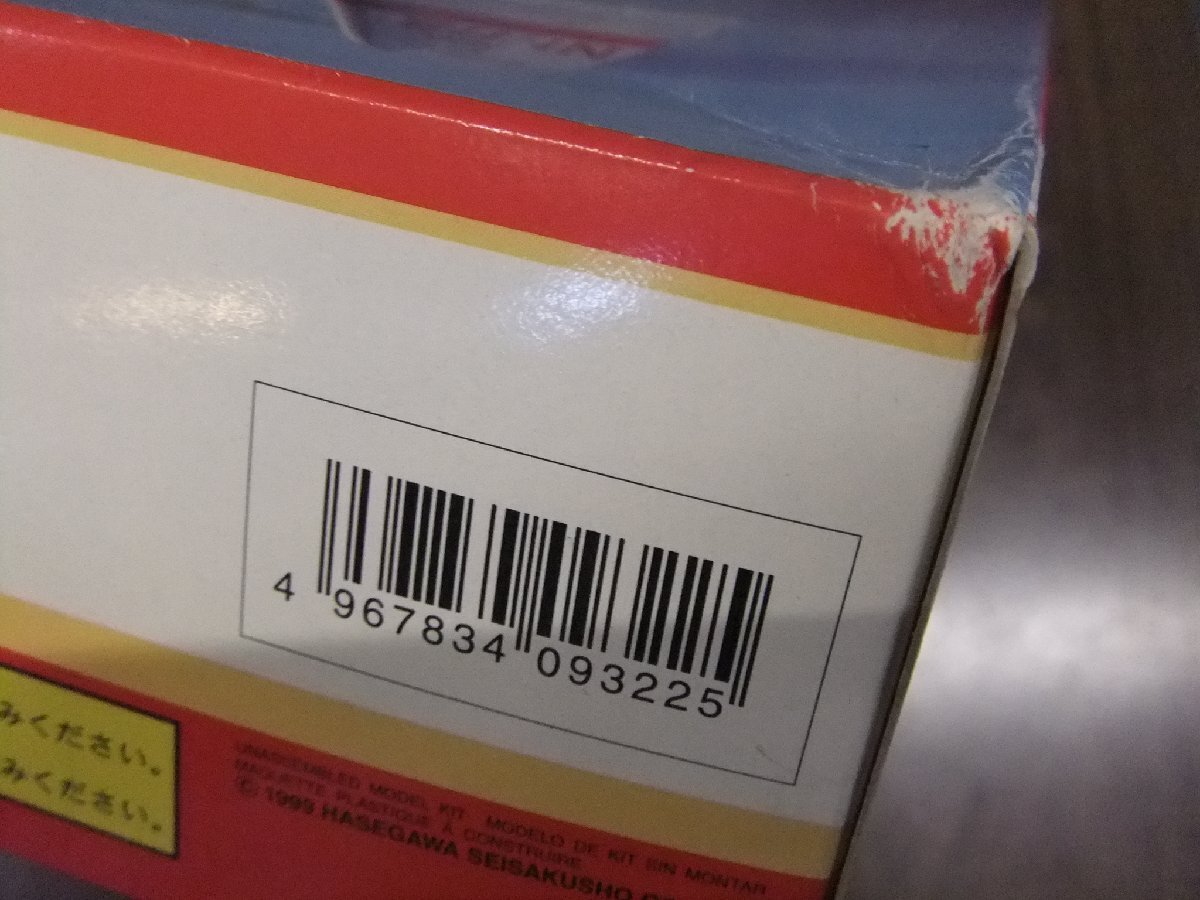 4 967834 093225
みください。
みください。
UNASSEMBLED MODEL KIT. MODELO DE KIT SIN MONTAR
MAQUETTE PLASTIQUE À CONSTRUIRE
© 1999 HASEGAWA SEISAKUSHO